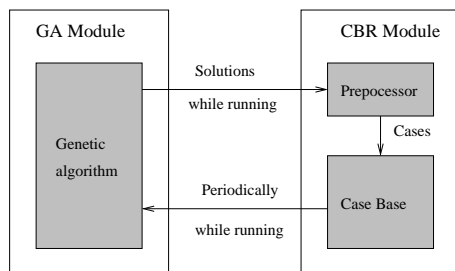 GA Module
CBR Module
Solutions
while running
Prepocessor
Cases
Genetic
algorithm
Periodically
while running
Case Base